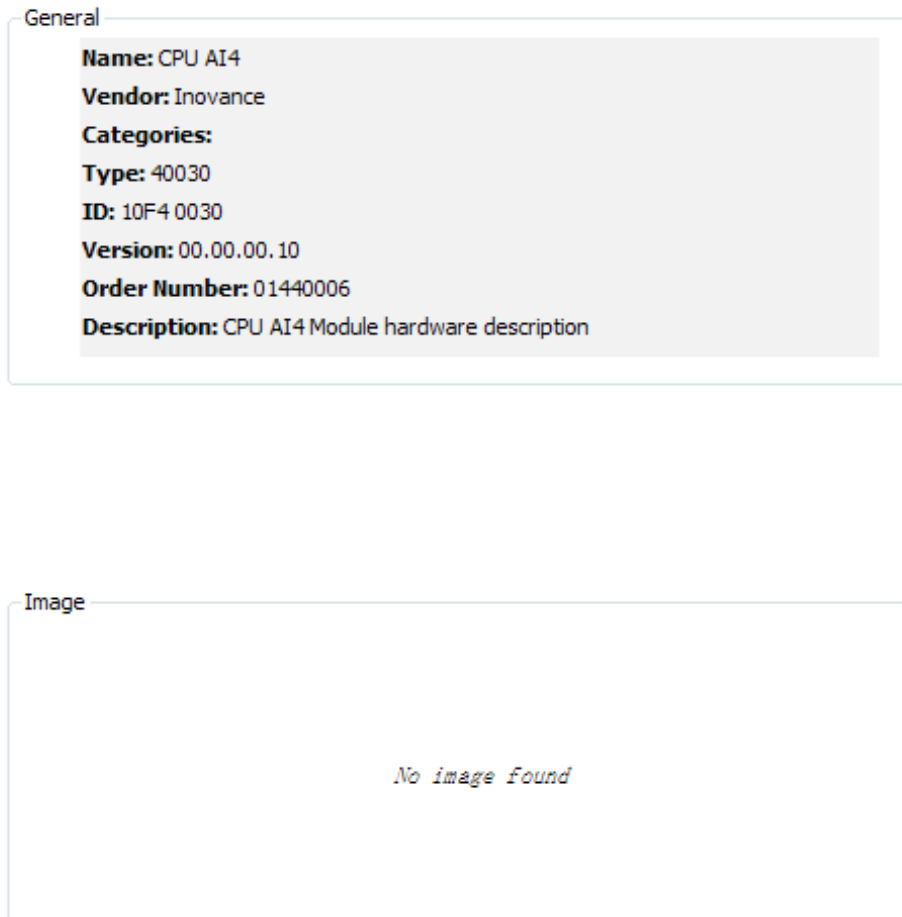 General
Name: CPU AI4
Vendor: Inovance
Categories:
Type: 40030
ID: 10F4 0030
Version: 00.00.00.10
Order Number: 01440006
Description: CPU AI4 Module hardware description
Image
No image found